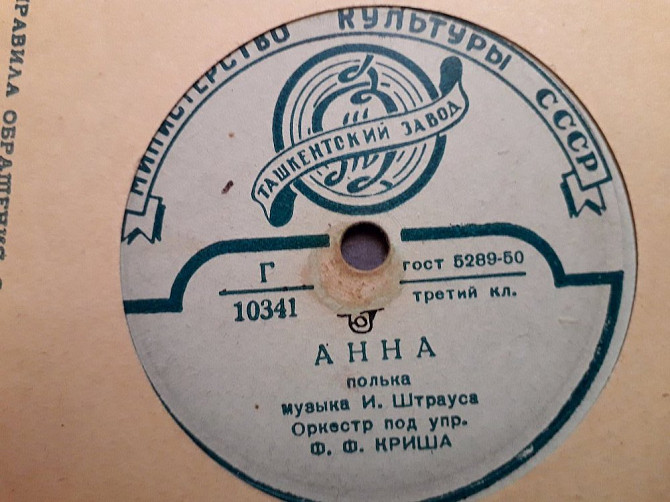 МИНИСТЕРСТВО КУЛЬТУРЫ СССР
ТАШКЕНТСКИЙ ЗАВОД
Г
10341
гост 5289-50
третий кл.
АННА
полька
музыка И. Штрауса
Оркестр под упр.
Ф. Ф. КРИША
РАВИЛА ОБРАЩЕНИЯ